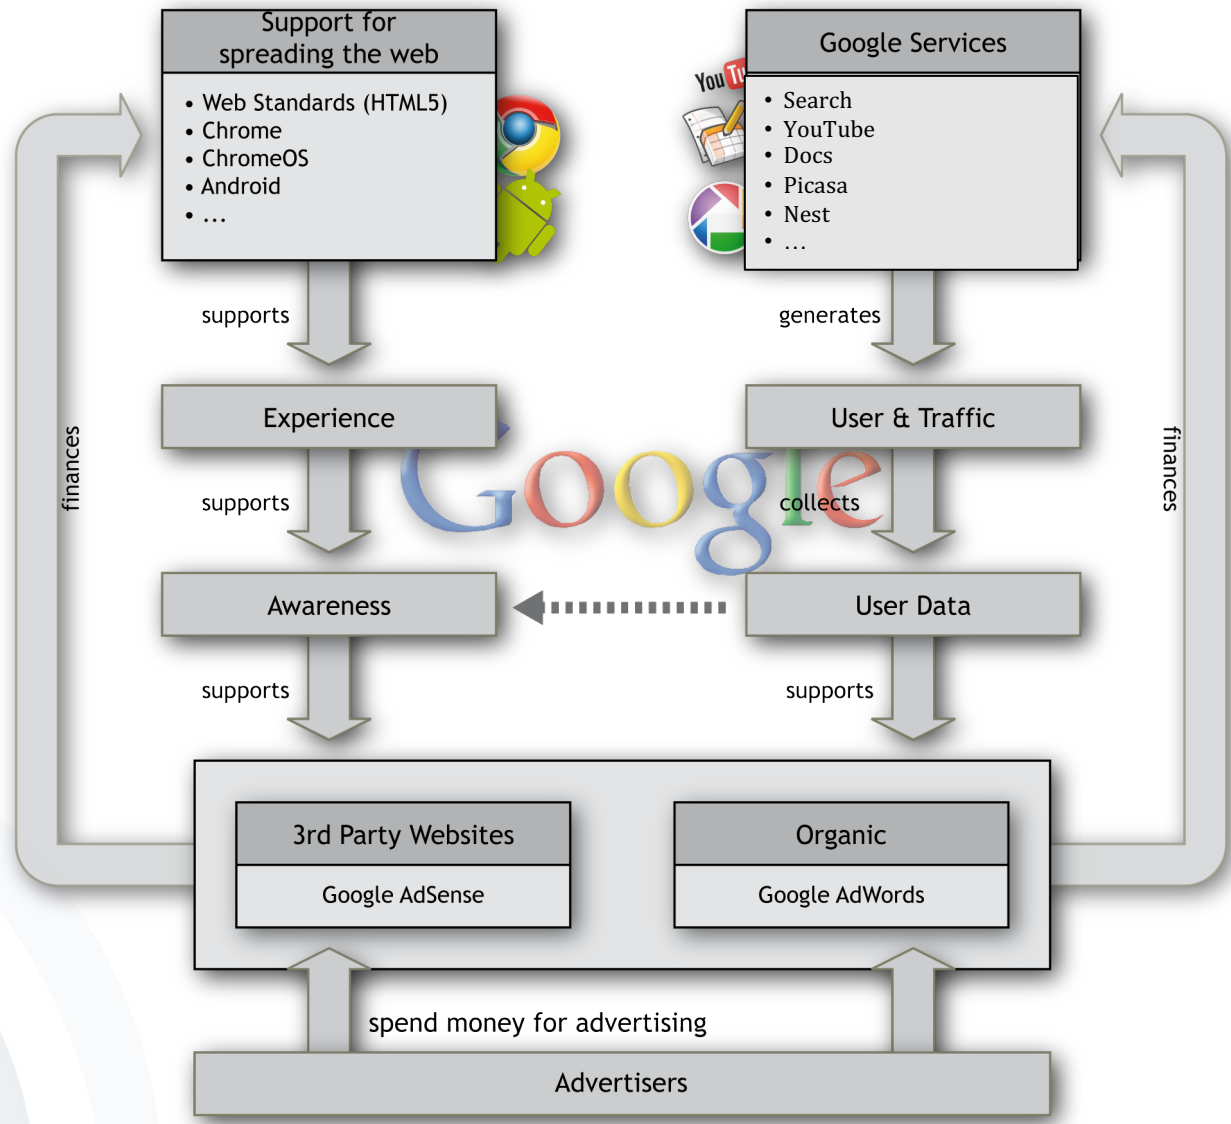 Support for
spreading the web
• Web Standards (HTML5)
• Chrome
• ChromeOS
• Android
• ...
Google Services
• Search
• YouTube
• Docs
• Picasa
• Nest
• ...
You Tu
supports
generates
Experience
User & Traffic
finances
finances
Google
supports
collects
Awareness
User Data
supports
supports
3rd Party Websites
Google AdSense
Organic
Google AdWords
spend money for advertising
Advertisers